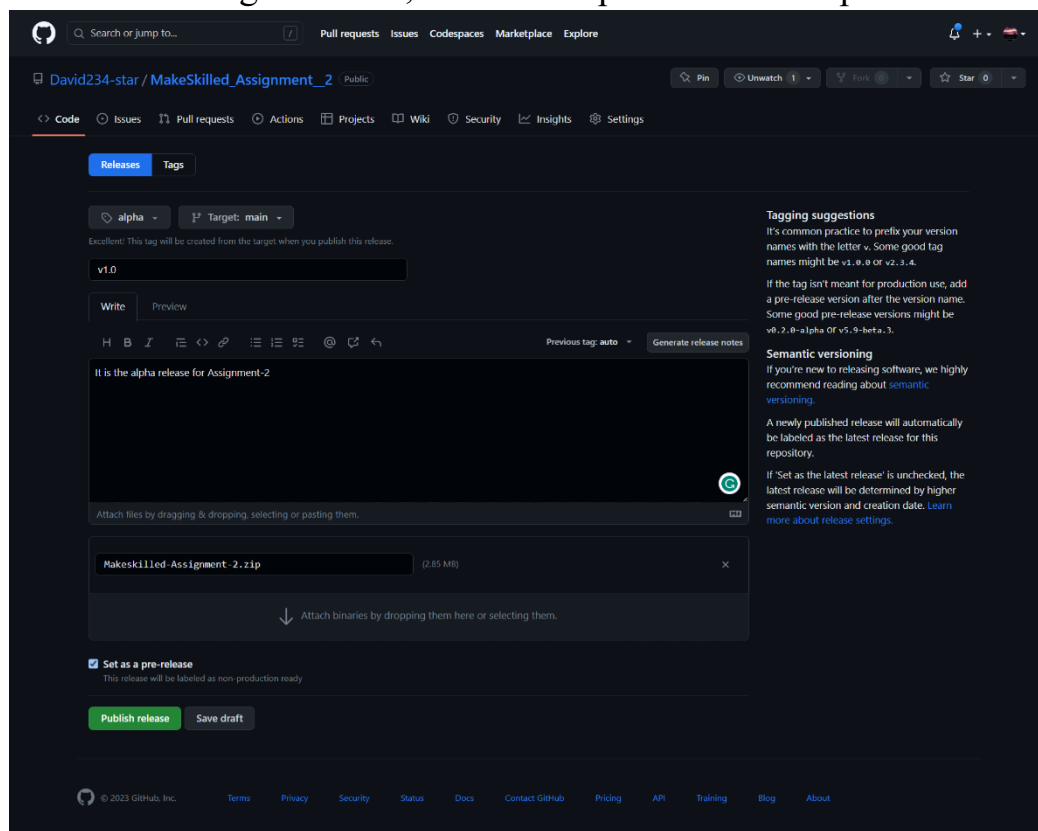 Search or jump to... /
Pull requests Issues Codespaces Marketplace Explore
David234-star / MakeSkilled_Assignment__2 Public
Pin Unwatch 1 Fork 0 Star 0
Code Issues Pull requests Actions Projects Wiki Security Insights Settings
Releases Tags
alpha Target: main
Excellent! This tag will be created from the target when you publish this release.
v1.0
Write Preview
H B I @ Previous tag: auto Generate release notes
It is the alpha release for Assignment-2
Attach files by dragging & dropping, selecting or pasting them.
Makeskilled-Assignment-2.zip (2.85 MB)
Attach binaries by dropping them here or selecting them.
Set as a pre-release
This release will be labeled as non-production ready
Publish release Save draft
Tagging suggestions
It's common practice to prefix your version
names with the letter v. Some good tag
names might be v1.0.0 or v2.3.4.
If the tag isn't meant for production use, add
a pre-release version after the version name.
Some good pre-release versions might be
v0.2.0-alpha or v5.9-beta.3.
Semantic versioning
If you're new to releasing software, we highly
recommend reading about semantic
versioning.
A newly published release will automatically
be labeled as the latest release for this
repository.
If 'Set as the latest release' is unchecked, the
latest release will be determined by higher
semantic version and creation date. Learn
more about release settings.
© 2023 GitHub, Inc. Terms Privacy Security Status Docs Contact GitHub Pricing API Training Blog About